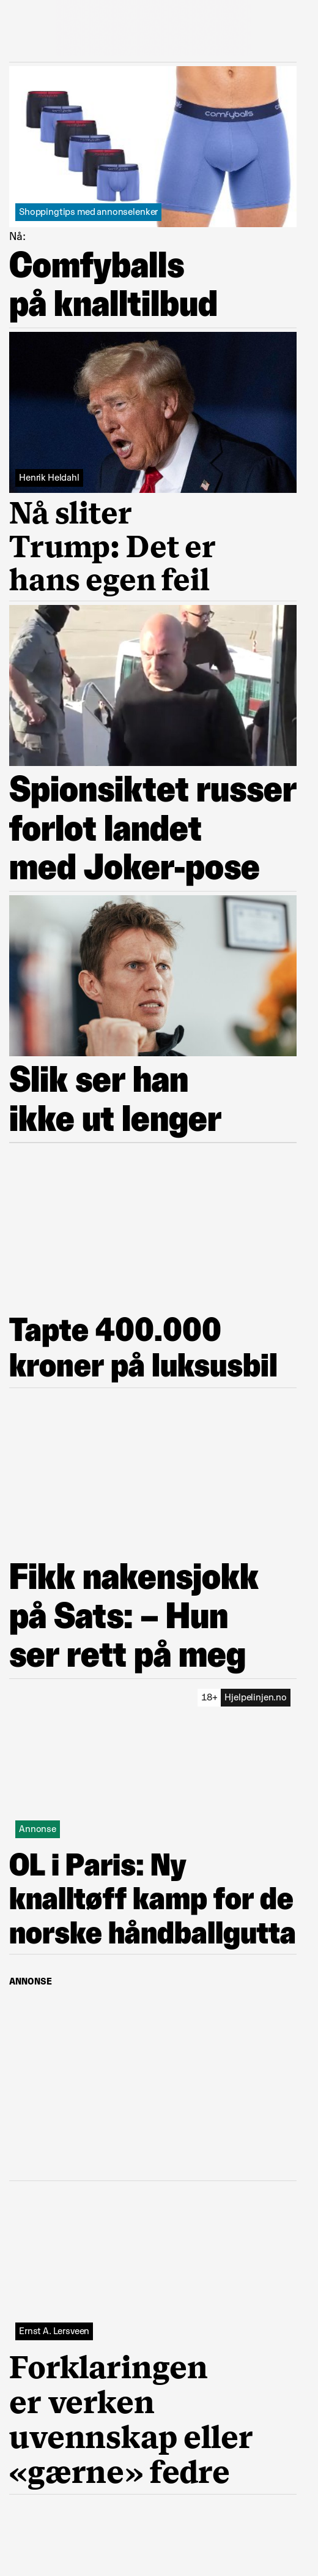 comfyballs
Shoppingtips med annonselenker
Nå:
Comfyballs
på knalltilbud
Henrik Heldahl
Nå sliter
Trump: Det er
hans egen feil
Spionsiktet russer
forlot landet
med Joker-pose
Slik ser han
ikke ut lenger
Tapte 400.000
kroner på luksusbil
Fikk nakensjokk
på Sats: – Hun
ser rett på meg
18+ Hjelpelinjen.no
Annonse
OL i Paris: Ny
knalltøff kamp for de
norske håndballgutta
ANNONSE
Ernst A. Lersveen
Forklaringen
er verken
uvennskap eller
«gærne» fedre